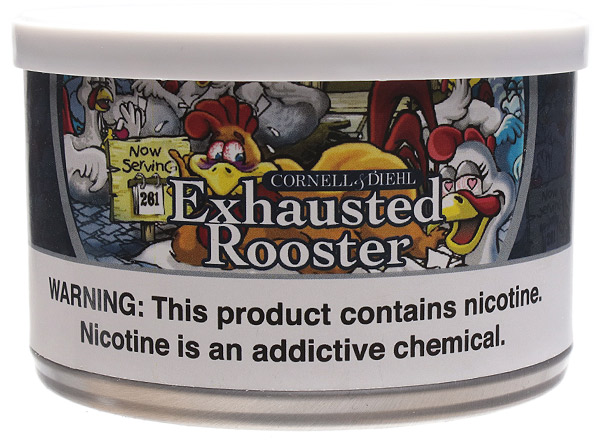 Now
Serving
261
CORNELL & DIEHL
Exhausted
Rooster
WARNING: This product contains nicotine.
Nicotine is an addictive chemical.